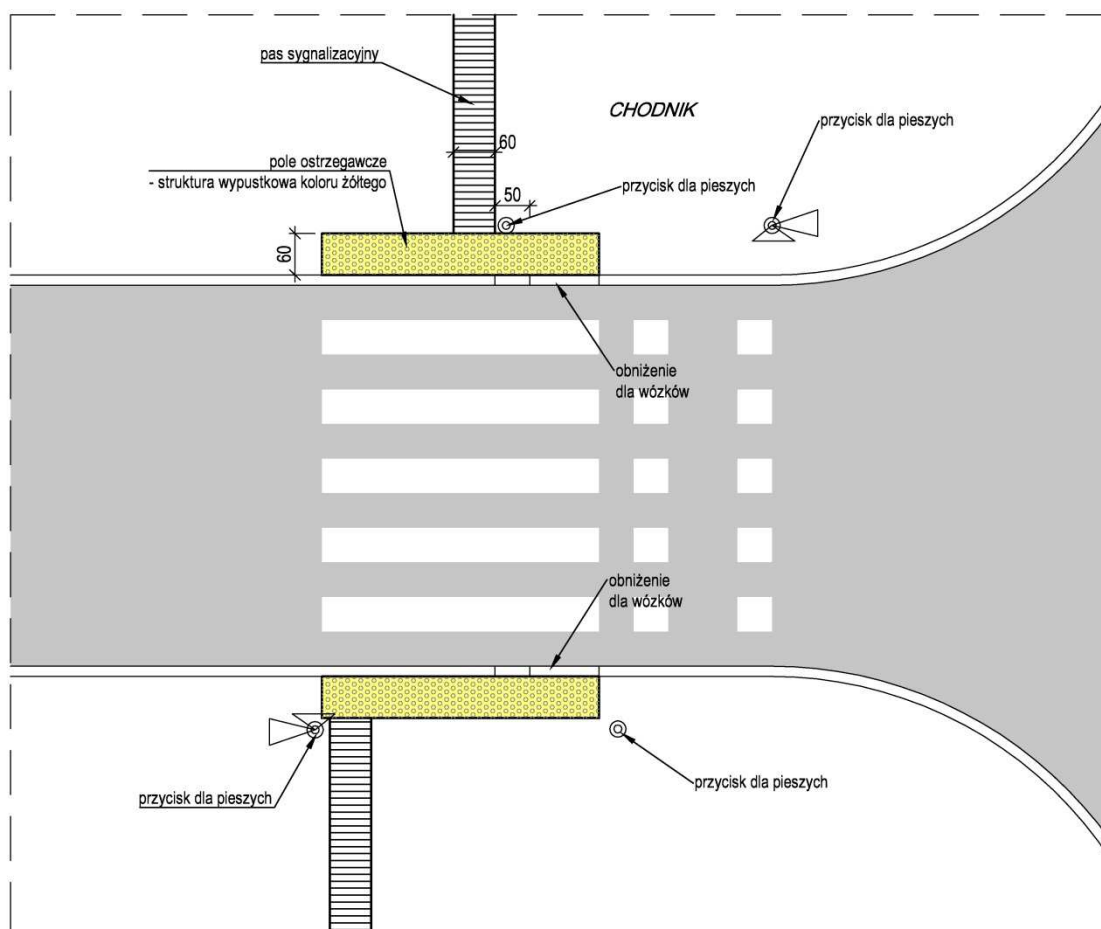 pas sygnalizacyjny
CHODNIK
przycisk dla pieszych
60
pole ostrzegawcze
- struktura wypustkowa koloru żółtego
przycisk dla pieszych
50
60
obniżenie
dla wózków
obniżenie
dla wózków
przycisk dla pieszych
przycisk dla pieszych